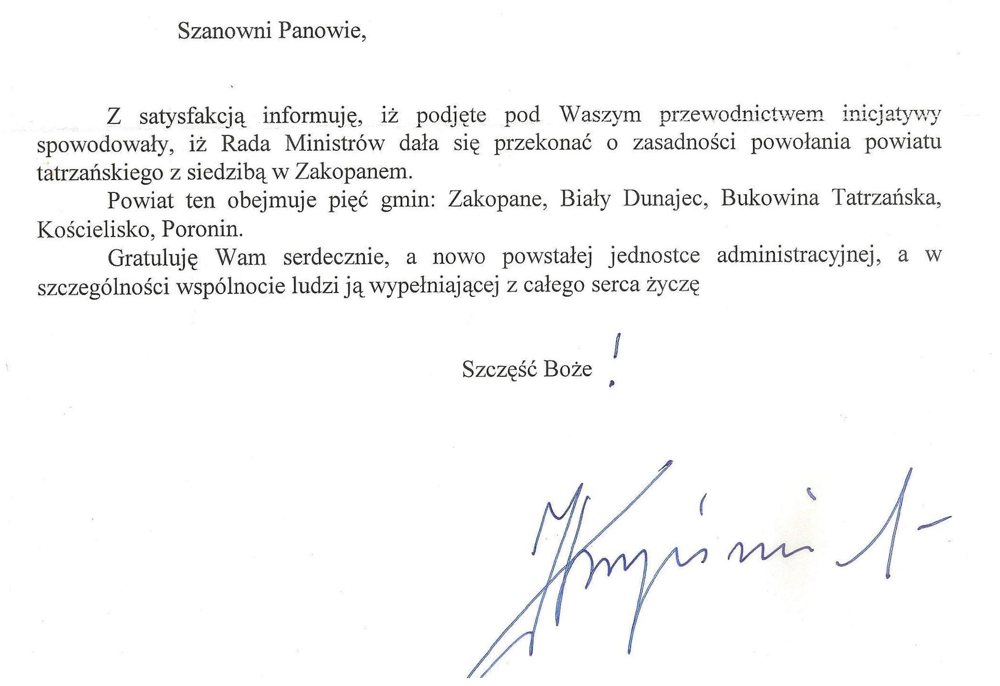 Szanowni Panowie,
Z satysfakcją informuję, iż podjęte pod Waszym przewodnictwem inicjatywy
spowodowały, iż Rada Ministrów dała się przekonać o zasadności powołania powiatu
tatrzańskiego z siedzibą w Zakopanem.
Powiat ten obejmuje pięć gmin: Zakopane, Biały Dunajec, Bukowina Tatrzańska,
Kościelisko, Poronin.
Gratuluję Wam serdecznie, a nowo powstałej jednostce administracyjnej, a w
szczególności wspólnocie ludzi ją wypełniającej z całego serca życzę
Szczęść Boże !